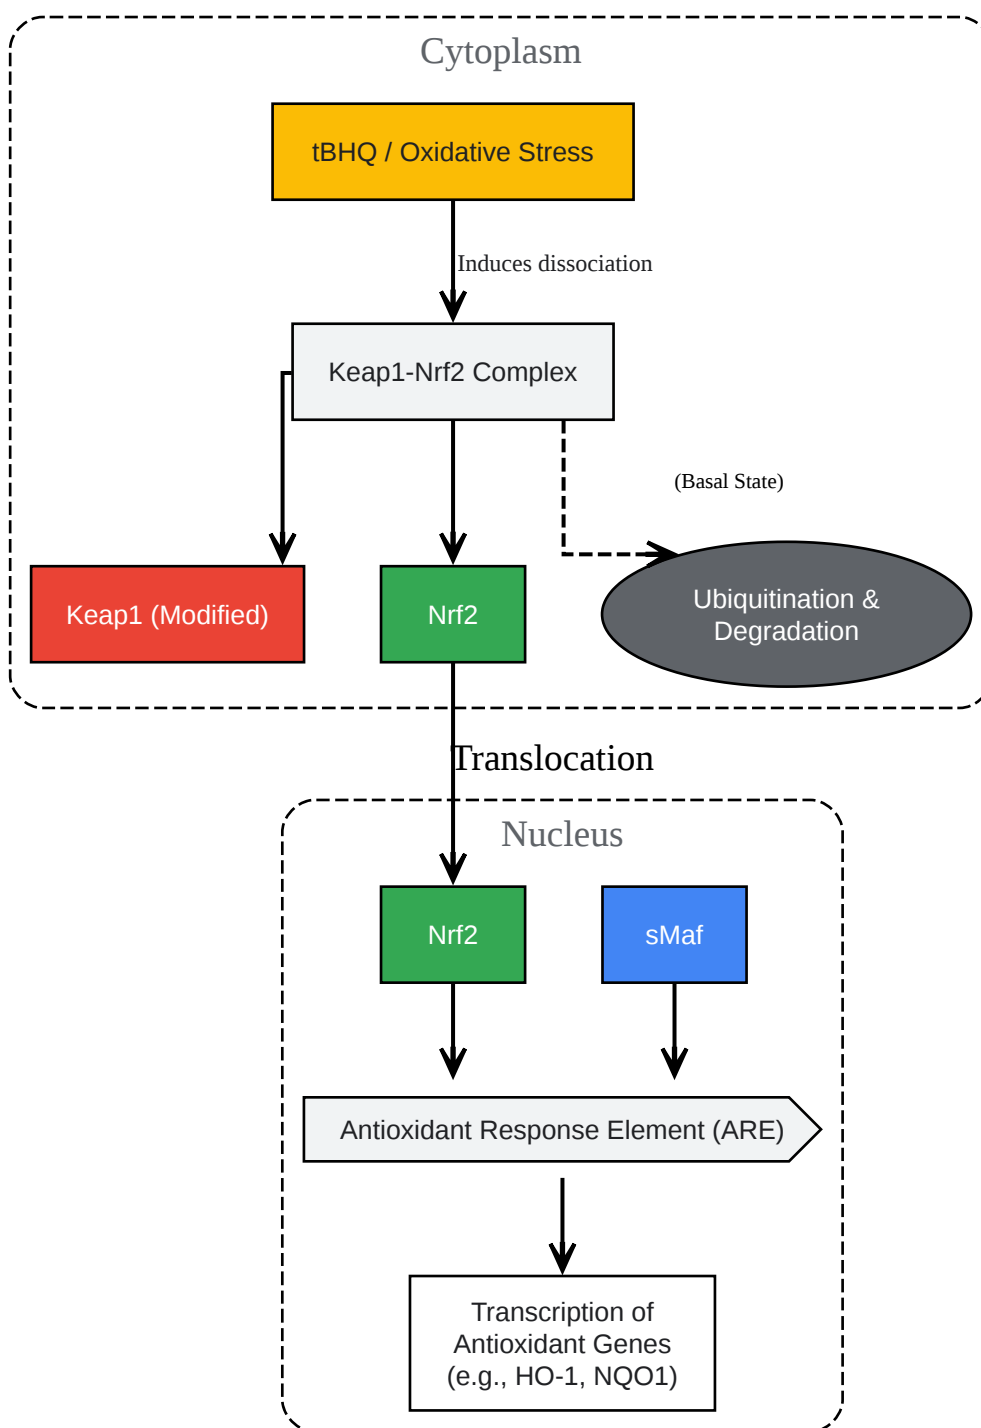 Cytoplasm
tBHQ / Oxidative Stress
Induces dissociation
Keap1-Nrf2 Complex
(Basal State)
Keap1 (Modified)
Nrf2
Ubiquitination &
Degradation
Translocation
Nucleus
Nrf2
sMaf
Antioxidant Response Element (ARE)
Transcription of
Antioxidant Genes
(e.g., HO-1, NQO1)